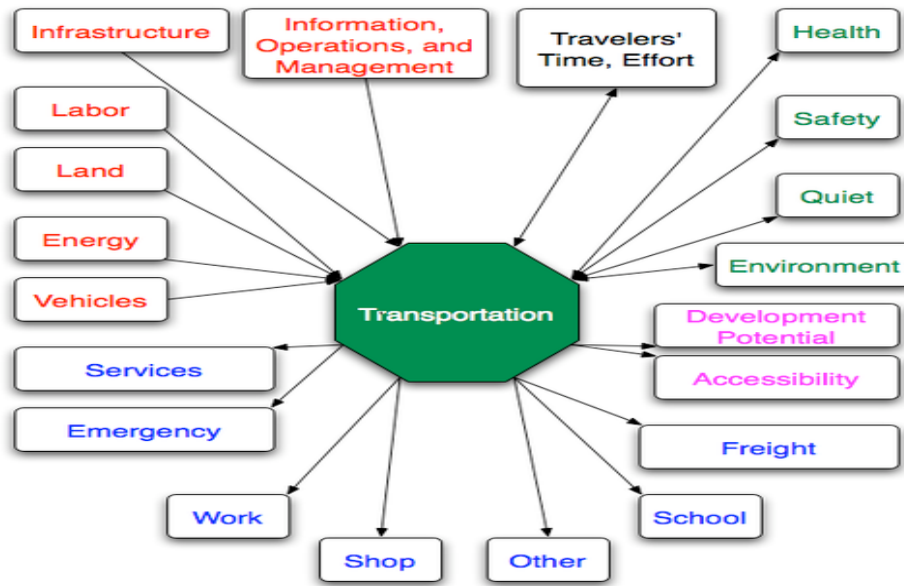 Infrastructure
Information,
Operations, and
Management
Travelers'
Time, Effort
Health
Labor
Safety
Land
Quiet
Energy
Environment
Vehicles
Transportation
Development
Potential
Services
Accessibility
Emergency
Freight
Work
School
Shop
Other